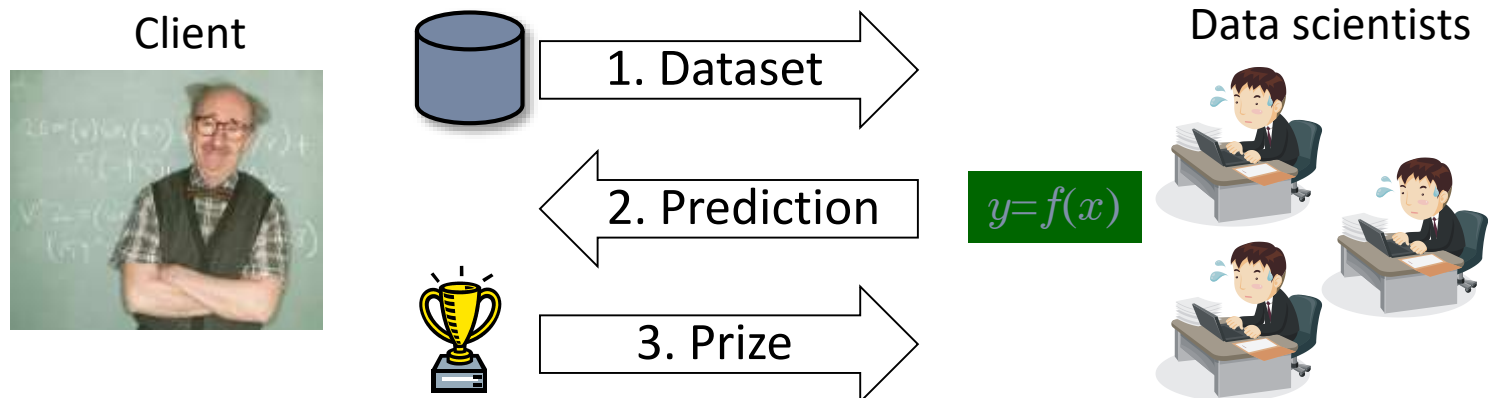 Client
Data scientists
1. Dataset
2. Prediction
y=f(x)
3. Prize